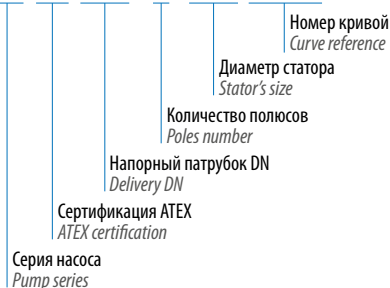 Номер кривой
Curve reference
Диаметр статора
Stator's size
Количество полюсов
Poles number
Напорный патрубок DN
Delivery DN
Сертификация ATEX
ATEX certification
Серия насоса
Pump series